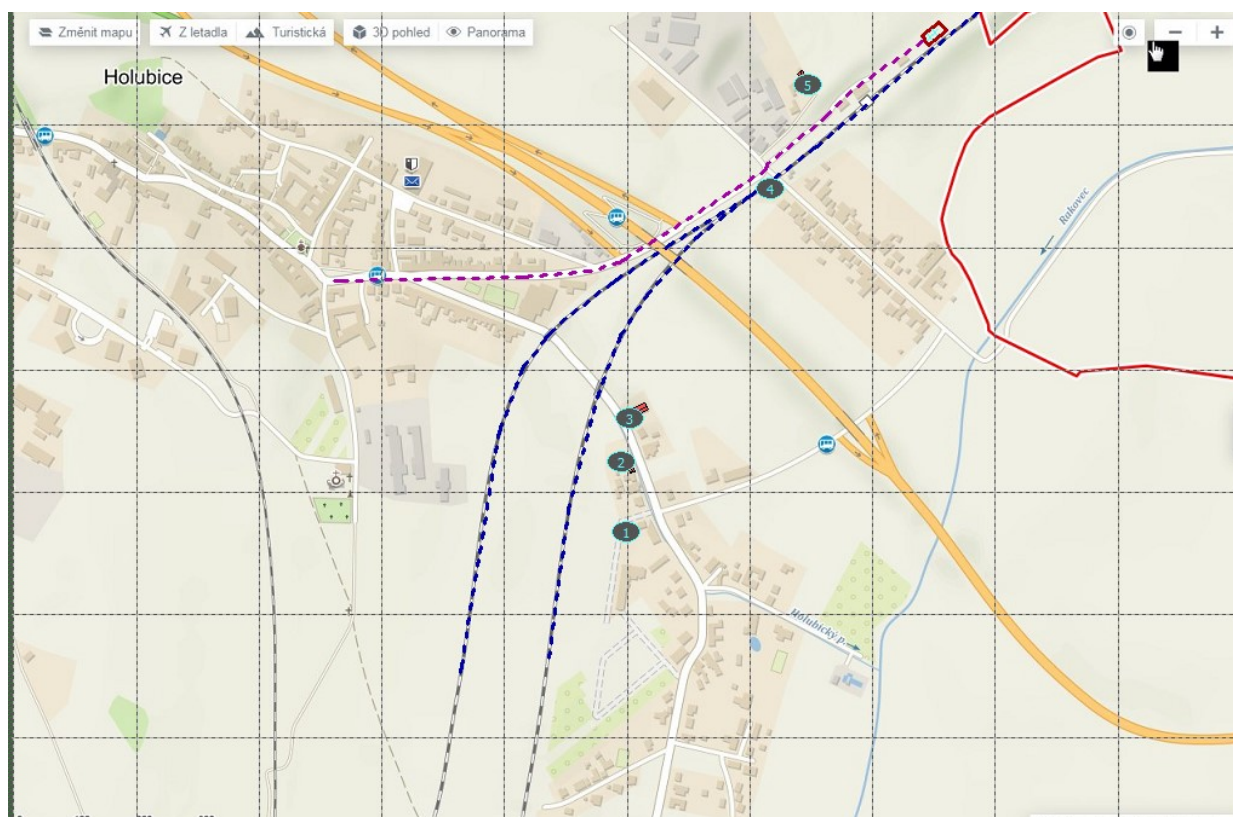 Změnit mapu
Z letadla
Turistická
3D pohled
Panorama
Holubice
5
4
Rakovec
3
2
1
Holubický p.